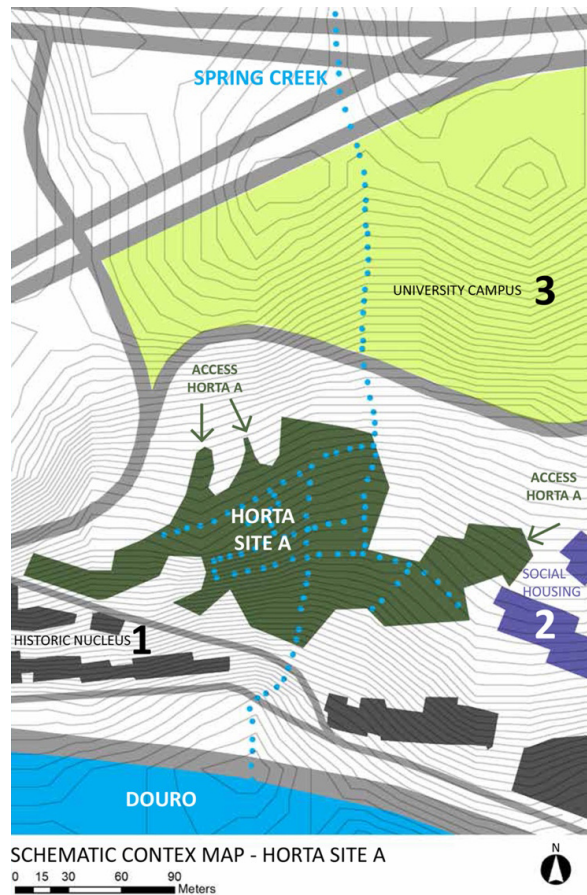 SPRING CREEK
UNIVERSITY CAMPUS 3
ACCESS
HORTA A
ACCESS
HORTA A
HORTA
SITE A
SOCIAL
HOUSING
2
HISTORIC NUCLEUS 1
DOURO
SCHEMATIC CONTEX MAP - HORTA SITE A
N
0 15 30 60 90
Meters